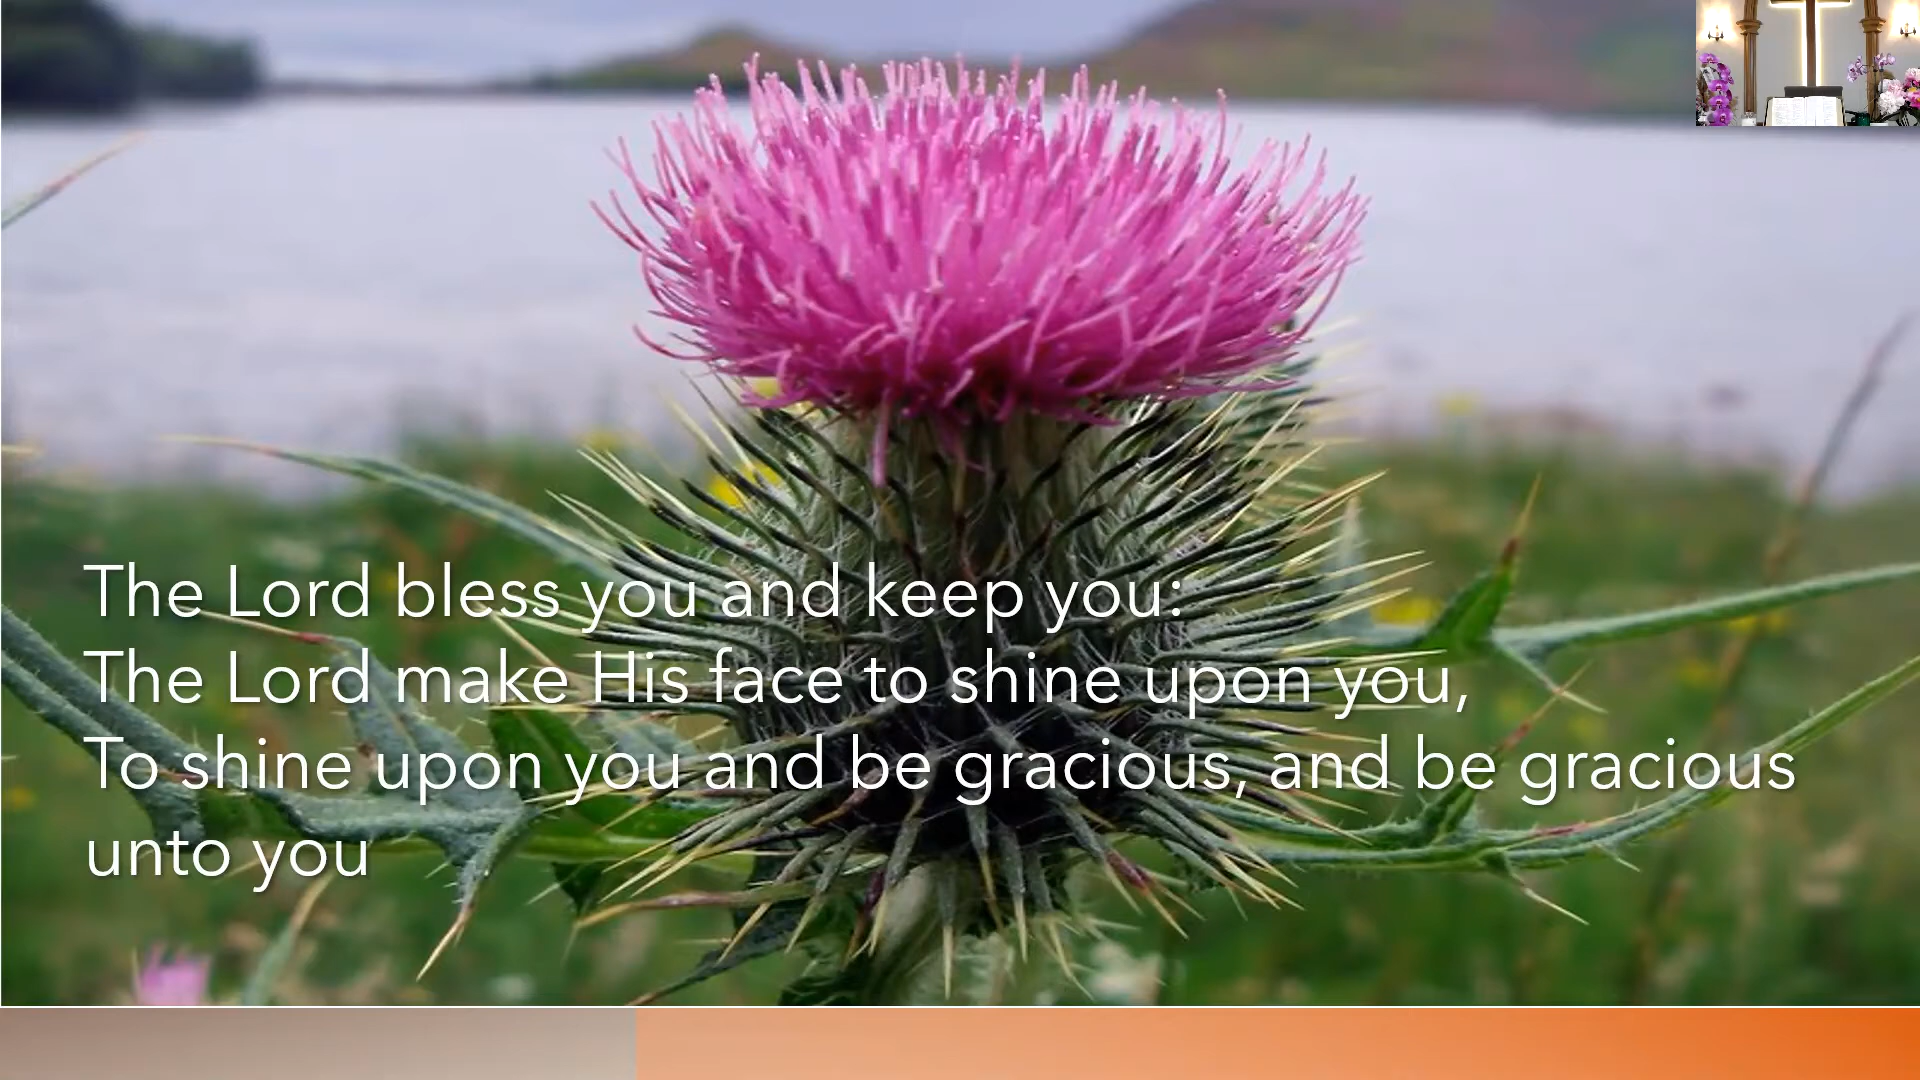 The Lord bless you and keep you:
The Lord make His face to shine upon you,
To shine upon you and be gracious, and be gracious
unto you